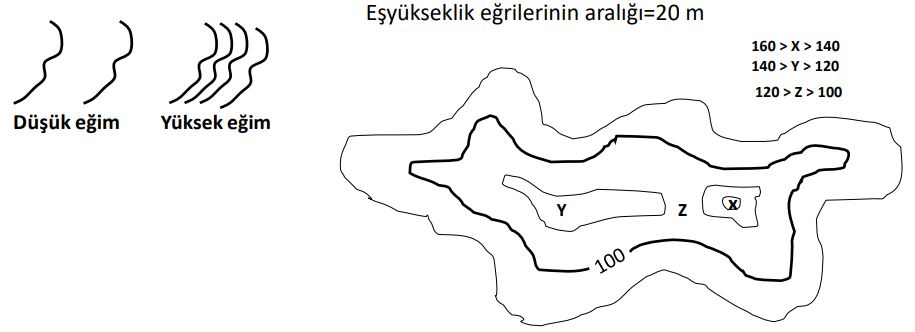 Eşyükseklik eğrilerinin aralığı=20 m
160 > X > 140
140 > Y > 120
120 > Z > 100
Düşük eğim
Yüksek eğim
Y
Z
X
100